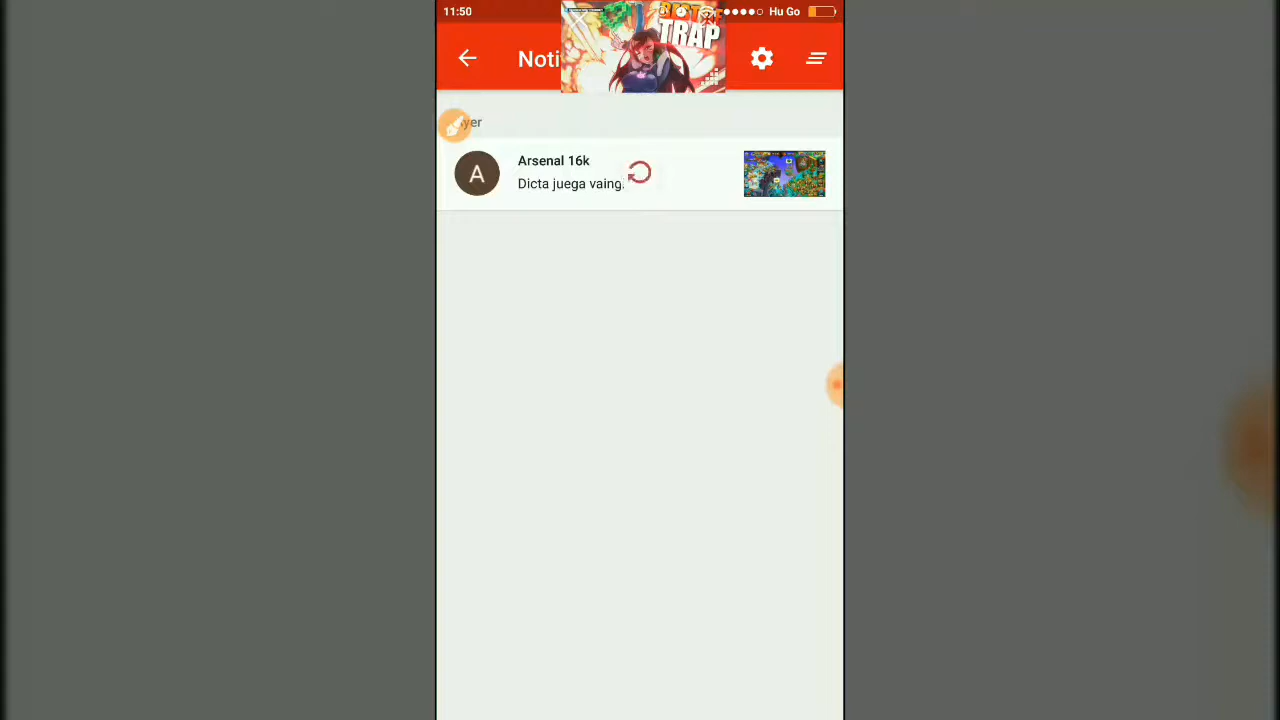 11:50
Hu Go
TRAP
Noti
yer
A
Arsenal 16k
Dicta juega vaing.